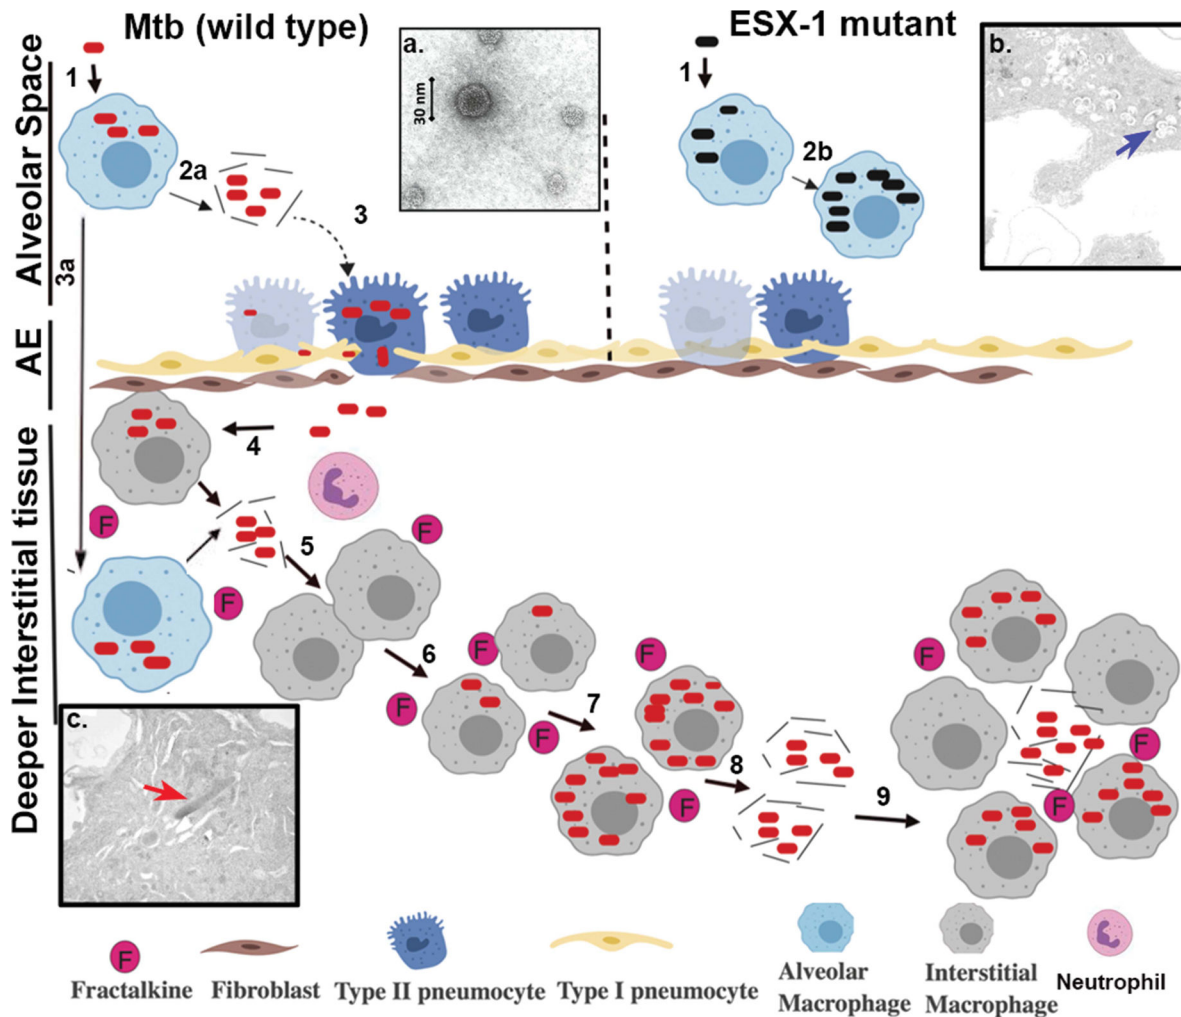 Mtb (wild type)
ESX-1 mutant
a.
b.
30 nm
1
1
2a
2b
3
3a
Alveolar Space
AE
Deeper Interstitial tissue
4
F
F
F
5
6
F
F
F
7
F
F
8
9
F
F
F
c.
F
Fractalkine
Fibroblast
Type II pneumocyte
Type I pneumocyte
Alveolar
Macrophage
Interstitial
Macrophage
Neutrophil